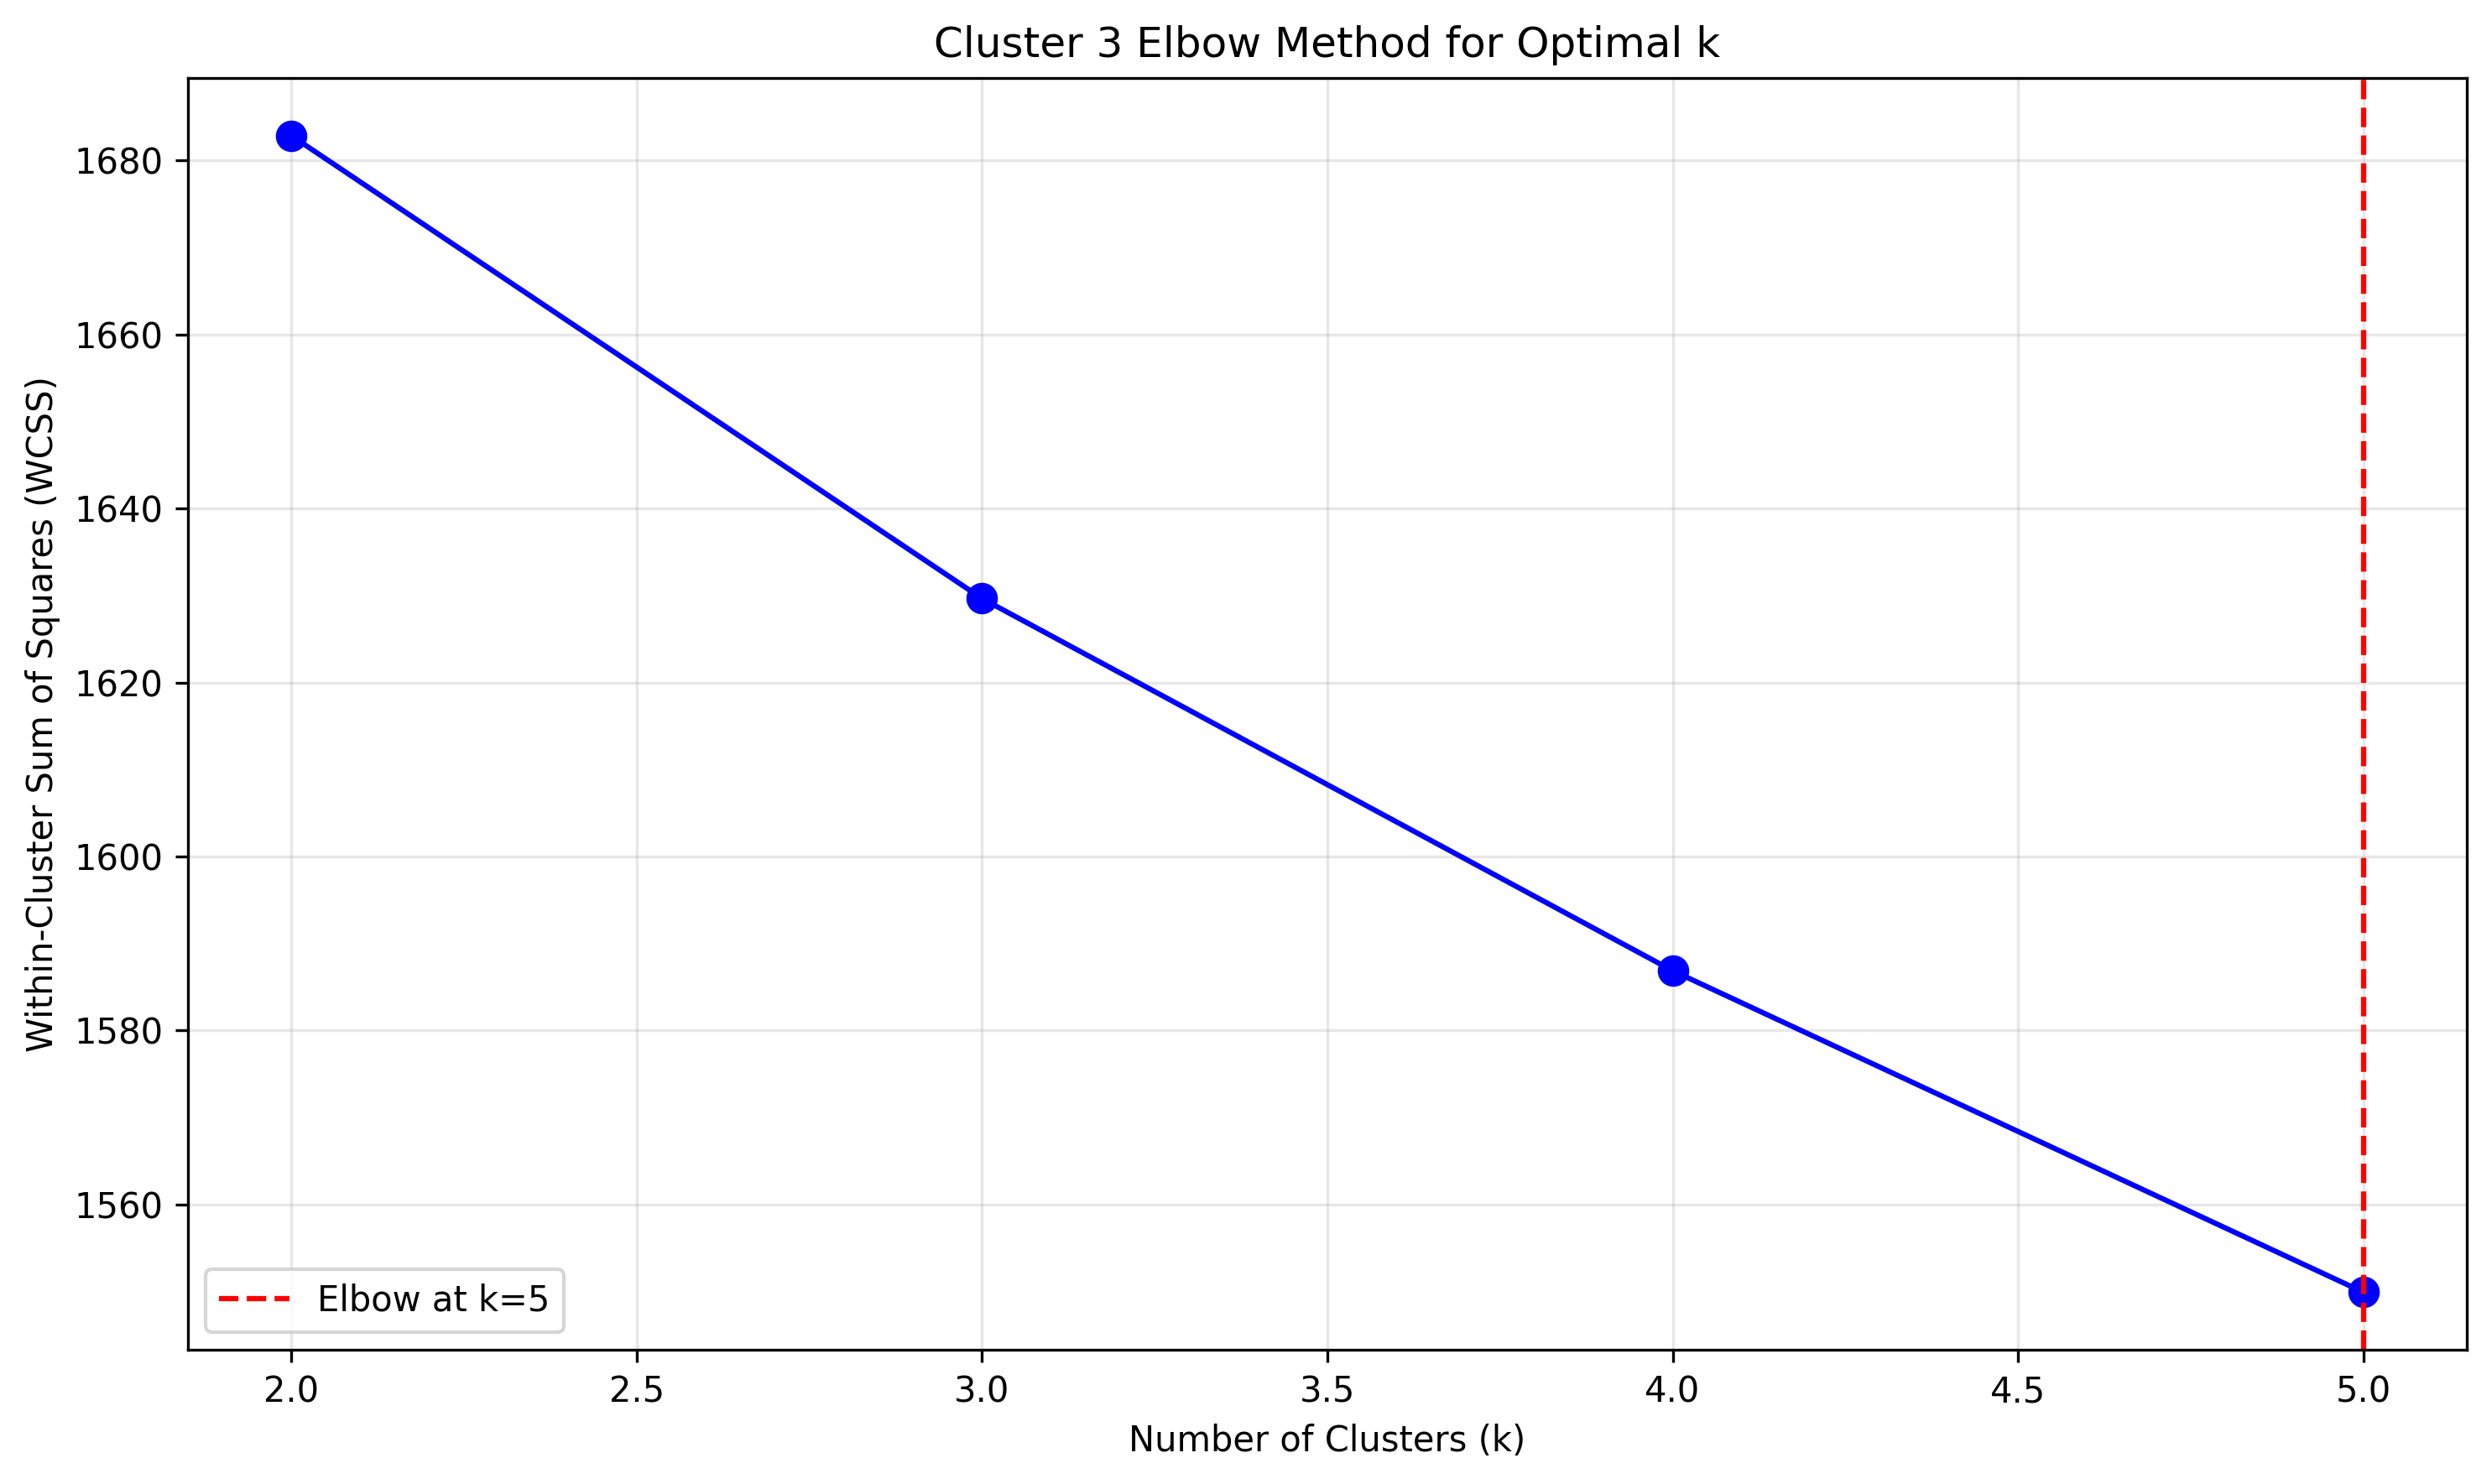 Cluster 3 Elbow Method for Optimal k
Within-Cluster Sum of Squares (WCSS)
1680
1660
1640
1620
1600
1580
1560
Elbow at k=5
2.0 2.5 3.0 3.5 4.0 4.5 5.0
Number of Clusters (k)